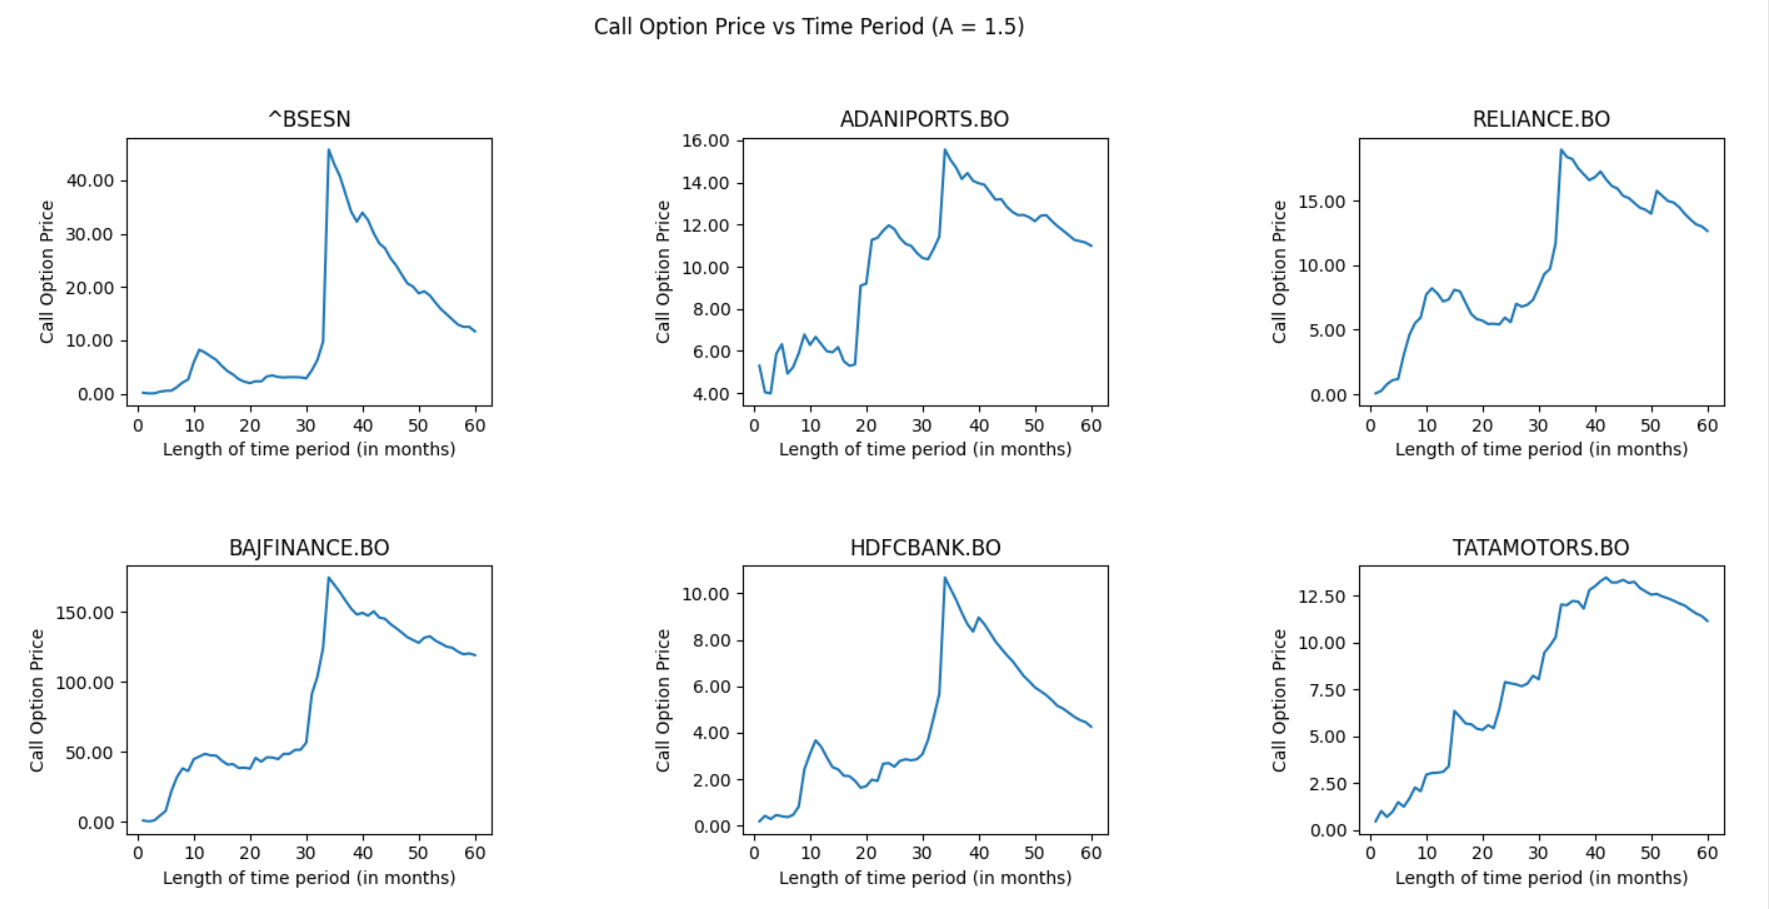 Call Option Price vs Time Period (A = 1.5)
^BSESN
40.00
30.00
20.00
10.00
0.00
Call Option Price
0 10 20 30 40 50 60
Length of time period (in months)
ADANIPORTS.BO
16.00
14.00
12.00
10.00
8.00
6.00
4.00
Call Option Price
0 10 20 30 40 50 60
Length of time period (in months)
RELIANCE.BO
15.00
10.00
5.00
0.00
Call Option Price
0 10 20 30 40 50 60
Length of time period (in months)
BAJFINANCE.BO
150.00
100.00
50.00
0.00
Call Option Price
0 10 20 30 40 50 60
Length of time period (in months)
HDFCBANK.BO
10.00
8.00
6.00
4.00
2.00
0.00
Call Option Price
0 10 20 30 40 50 60
Length of time period (in months)
TATAMOTORS.BO
12.50
10.00
7.50
5.00
2.50
0.00
Call Option Price
0 10 20 30 40 50 60
Length of time period (in months)